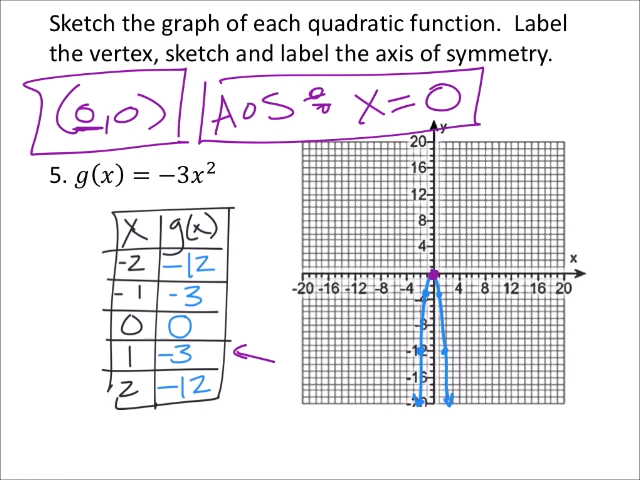 Sketch the graph of each quadratic function. Label
the vertex, sketch and label the axis of symmetry.
(0,0) AOS % X=0
5. g(x) = −3x²
x g(x)
-2 -12
-1 -3
0 0
1 -3
2 -12
y
20
16
12
8
4
x
-20 -16 -12 -8 -4 4 8 12 16 20
-4
-8
-12
-16
-20